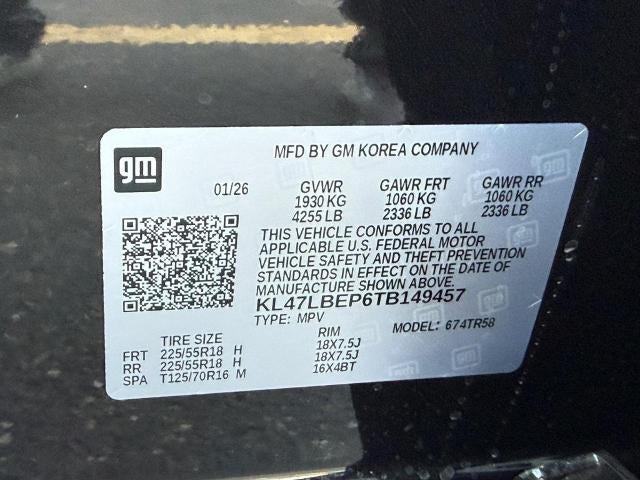 gm
MFD BY GM KOREA COMPANY
01/26 GVWR GAWR FRT GAWR RR
1930 KG 1060 KG 1060 KG
4255 LB 2336 LB 2336 LB
THIS VEHICLE CONFORMS TO ALL
APPLICABLE U.S. FEDERAL MOTOR
VEHICLE SAFETY AND THEFT PREVENTION
STANDARDS IN EFFECT ON THE DATE OF
MANUFACTURE SHOWN ABOVE.
KL47LBEP6TB149457
TYPE: MPV MODEL: 674TR58
TIRE SIZE RIM
FRT 225/55R18 H 18X7.5J
RR 225/55R18 H 18X7.5J
SPA T125/70R16 M 16X4BT